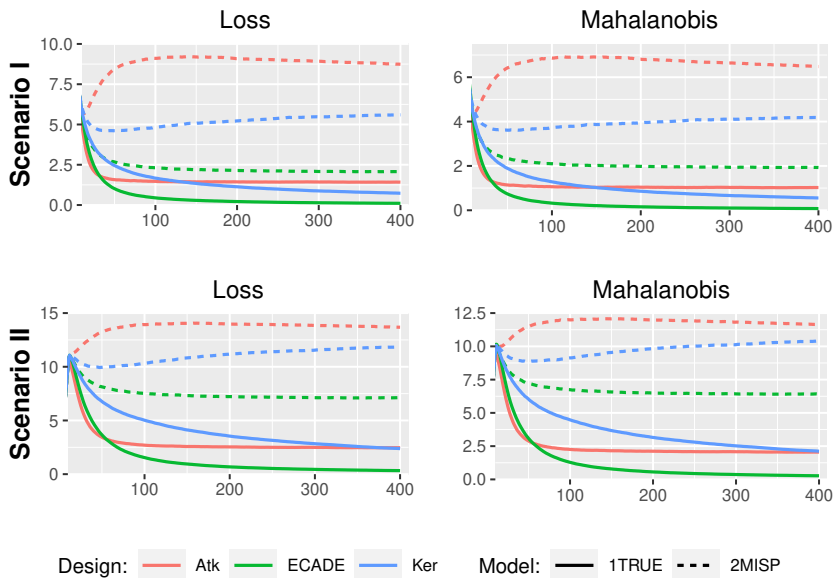 Loss Mahalanobis
Scenario I
10.0
7.5
5.0
2.5
0.0
100 200 300 400
6
4
2
0
100 200 300 400
Loss Mahalanobis
Scenario II
15
10
5
0
100 200 300 400
12.5
10.0
7.5
5.0
2.5
0.0
100 200 300 400
Design: Atk ECADE Ker Model: 1TRUE 2MISP